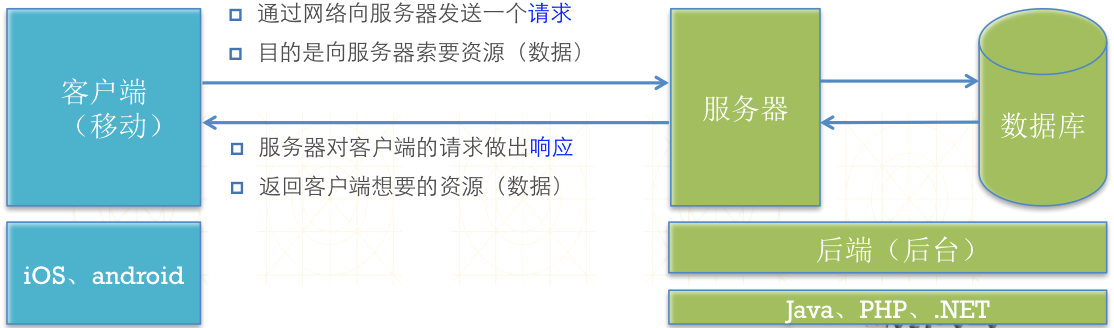 通过网络向服务器发送一个请求
目的是向服务器索要资源（数据）
客户端
（移动）
服务器
数据库
服务器对客户端的请求做出响应
返回客户端想要的资源（数据）
iOS、android
后端（后台）
Java、PHP、.NET